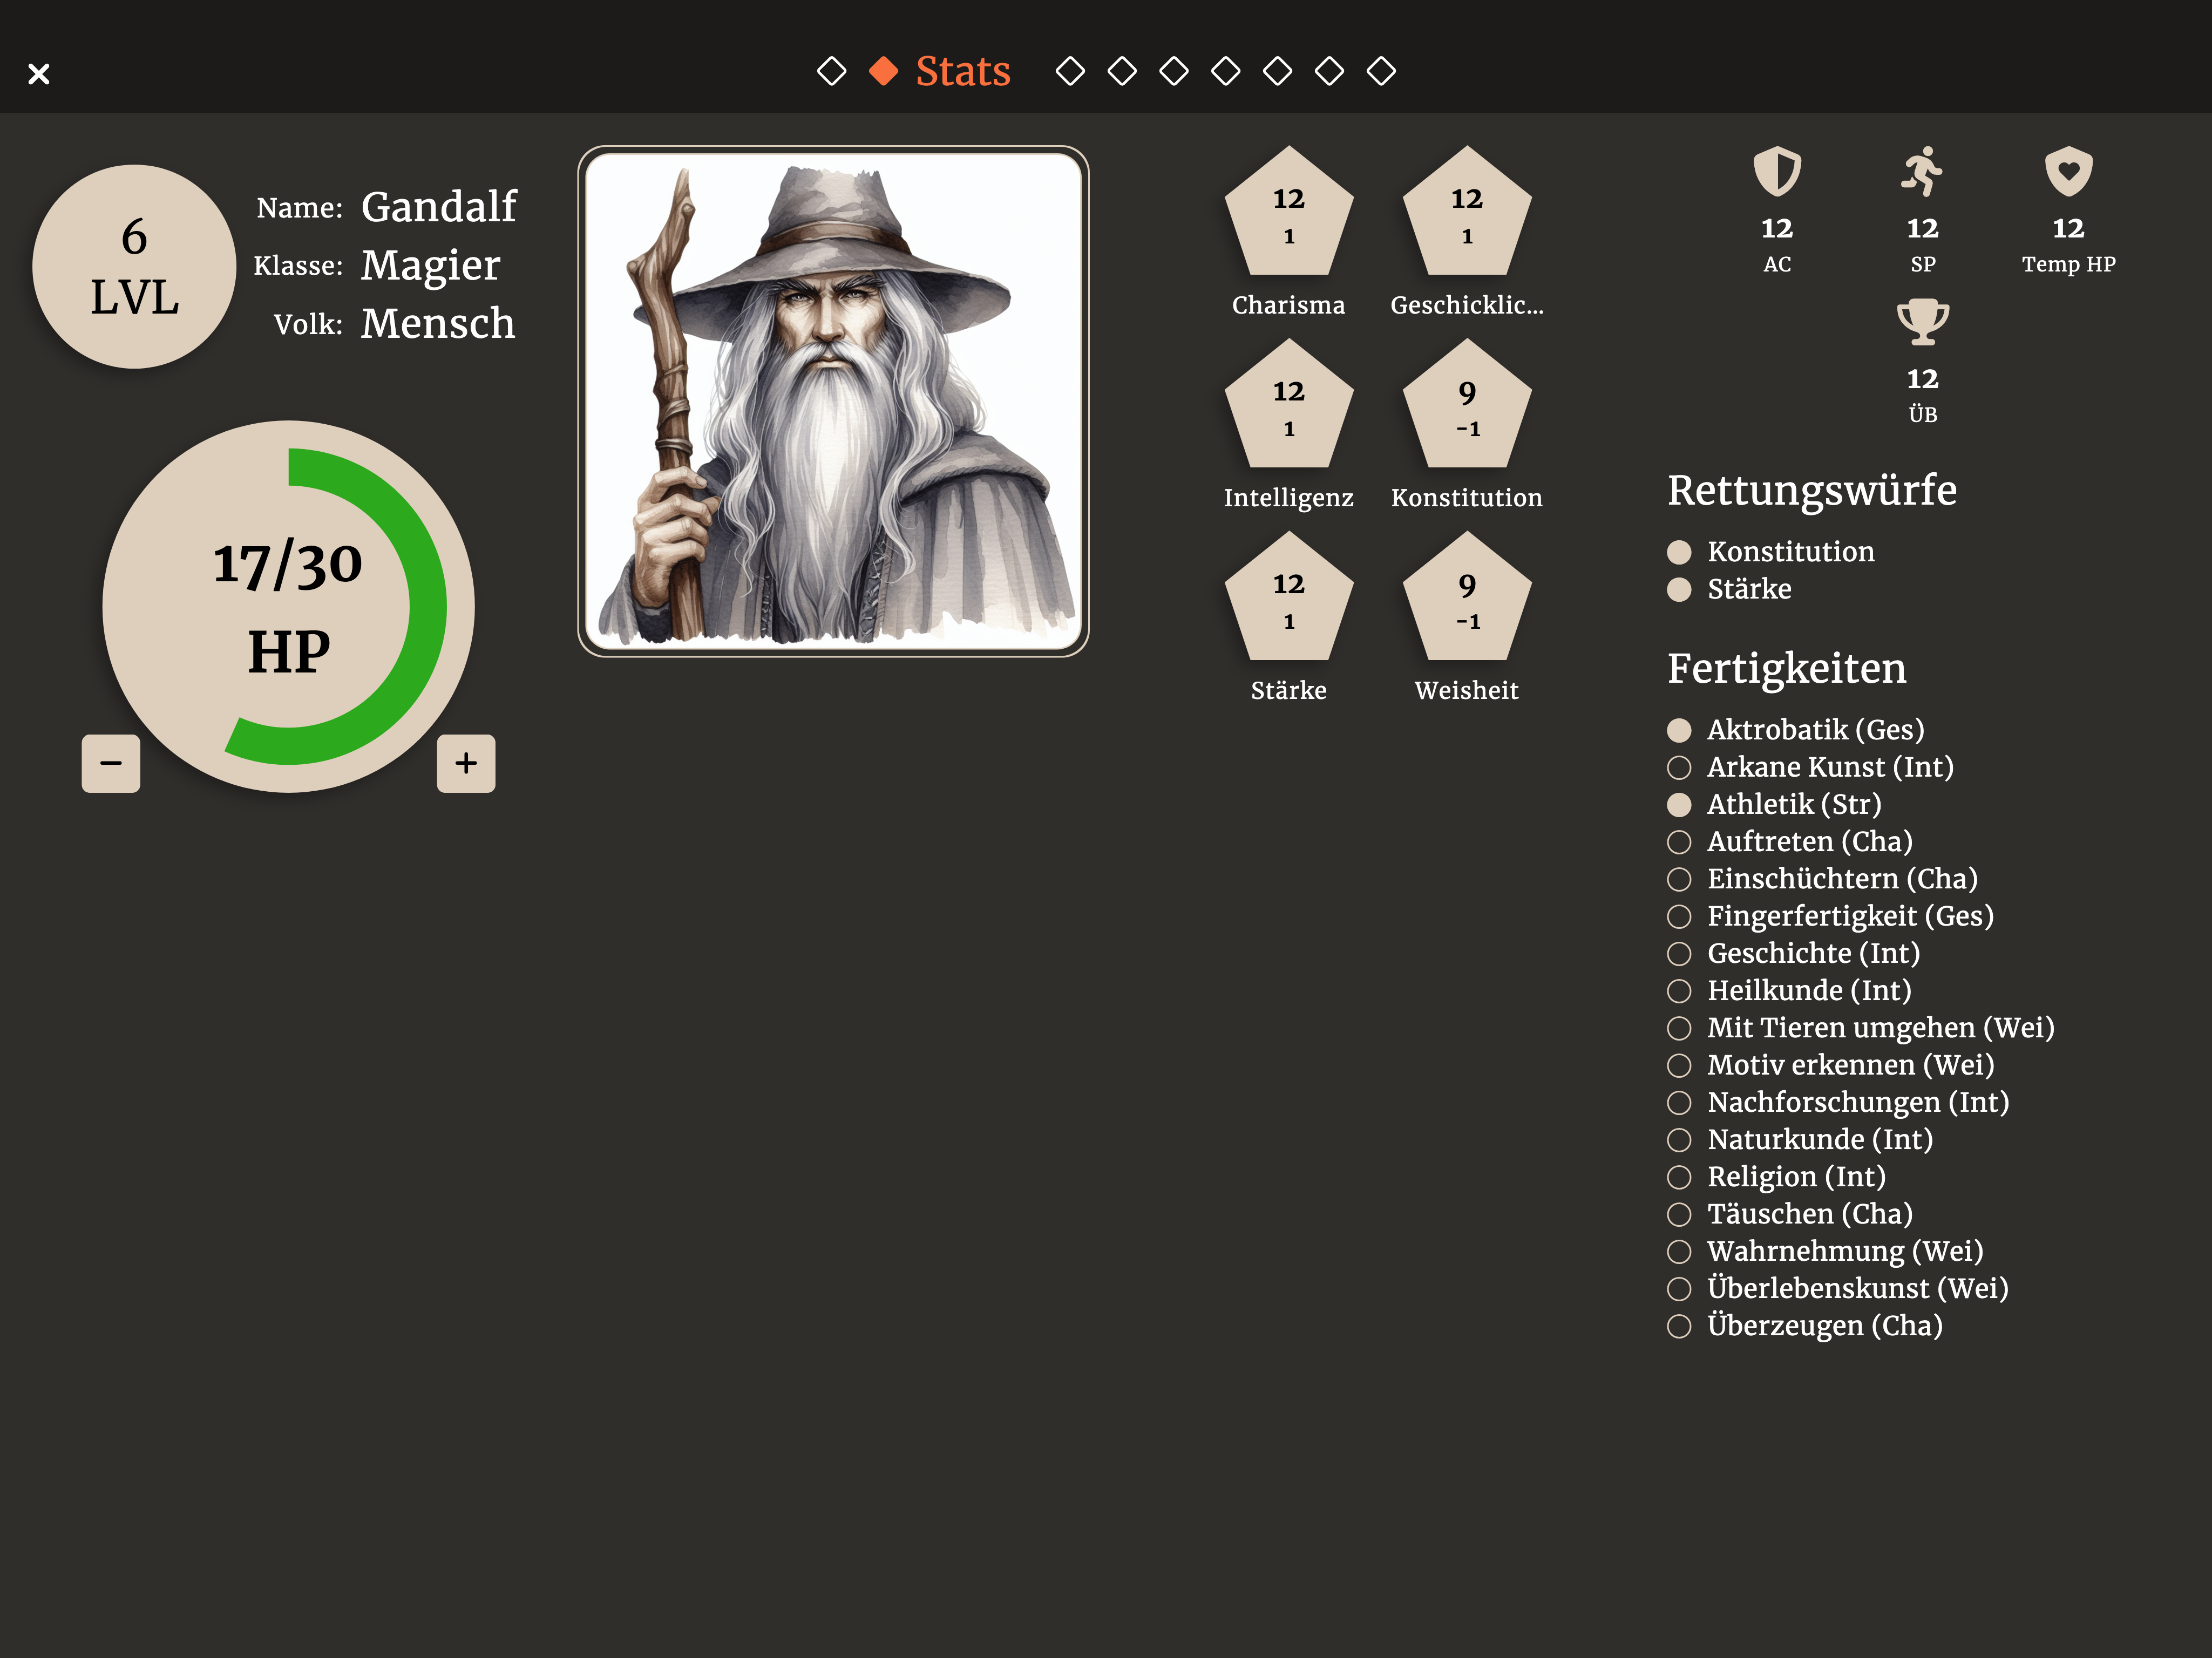 Stats
6
LVL
Name: Gandalf
Klasse: Magier
Volk: Mensch
17/30
HP
12
1
Charisma
12
1
Geschicklic...
12
1
Intelligenz
9
-1
Konstitution
12
1
Stärke
9
-1
Weisheit
12
AC
12
SP
12
Temp HP
12
ÜB
Rettungswürfe
Konstitution
Stärke
Fertigkeiten
Aktrobatik (Ges)
Arkane Kunst (Int)
Athletik (Str)
Auftreten (Cha)
Einschüchtern (Cha)
Fingerfertigkeit (Ges)
Geschichte (Int)
Heilkunde (Int)
Mit Tieren umgehen (Wei)
Motiv erkennen (Wei)
Nachforschungen (Int)
Naturkunde (Int)
Religion (Int)
Täuschen (Cha)
Wahrnehmung (Wei)
Überlebenskunst (Wei)
Überzeugen (Cha)